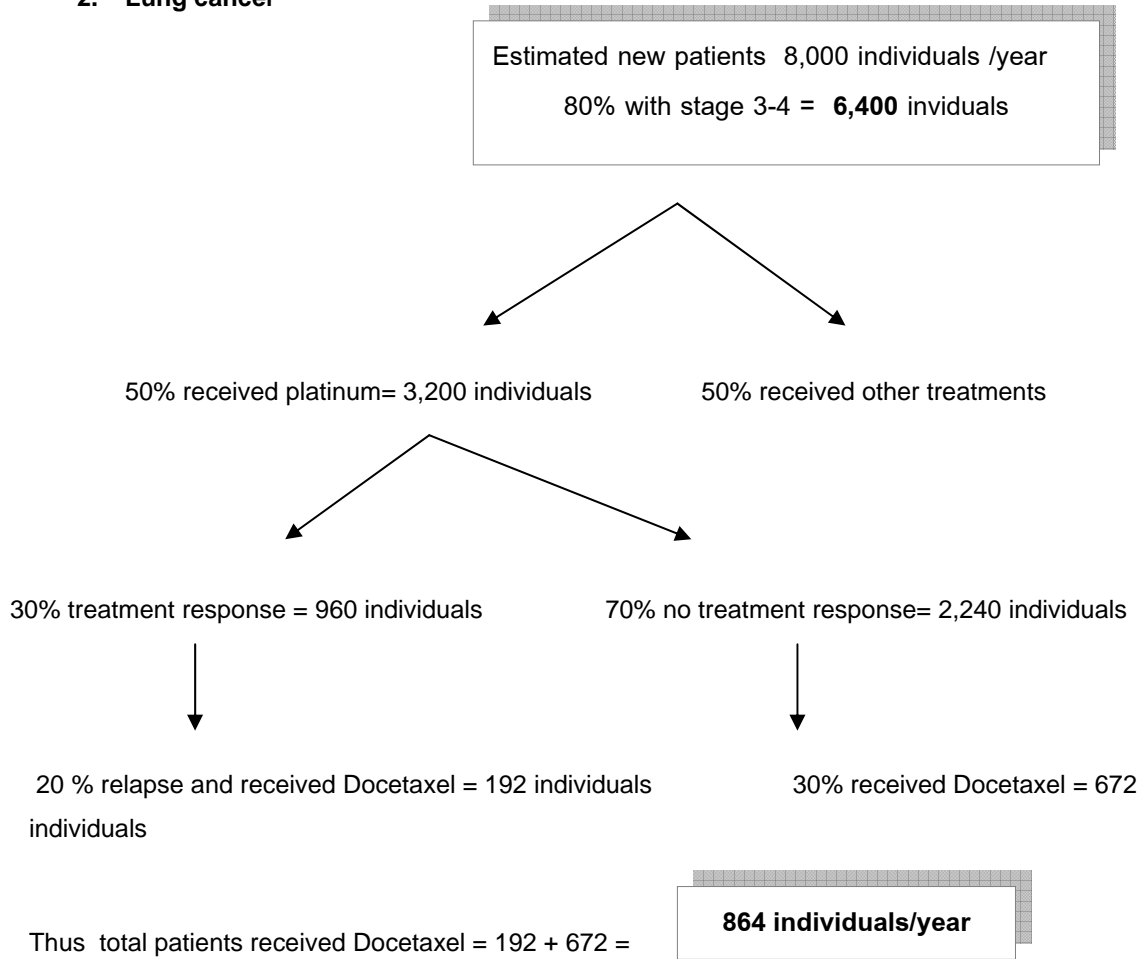 2. Lung cancer
Estimated new patients 8,000 individuals /year
80% with stage 3-4 = 6,400 inviduals
50% received platinum= 3,200 individuals
50% received other treatments
30% treatment response = 960 individuals
70% no treatment response= 2,240 individuals
20 % relapse and received Docetaxel = 192 individuals
30% received Docetaxel = 672
individuals
Thus total patients received Docetaxel = 192 + 672 =
864 individuals/year